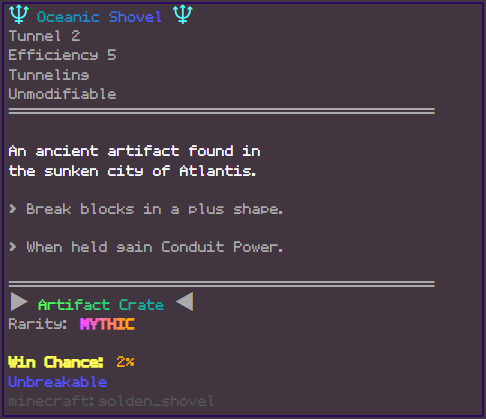 🔱 Oceanic Shovel 🔱
Tunnel 2
Efficiency 5
Tunneling
Unmodifiable
An ancient artifact found in
the sunken city of Atlantis.
> Break blocks in a plus shape.
> When held gain Conduit Power.
▶ Artifact Crate ◀
Rarity: MYTHIC
Win Chance: 2%
Unbreakable
minecraft:golden_shovel